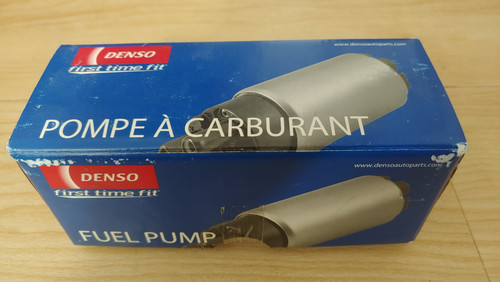 DENSO
first time fit
www.densoautoparts.com
POMPE À CARBURANT
DENSO
first time fit
www.densoautoparts.com
FUEL PUMP